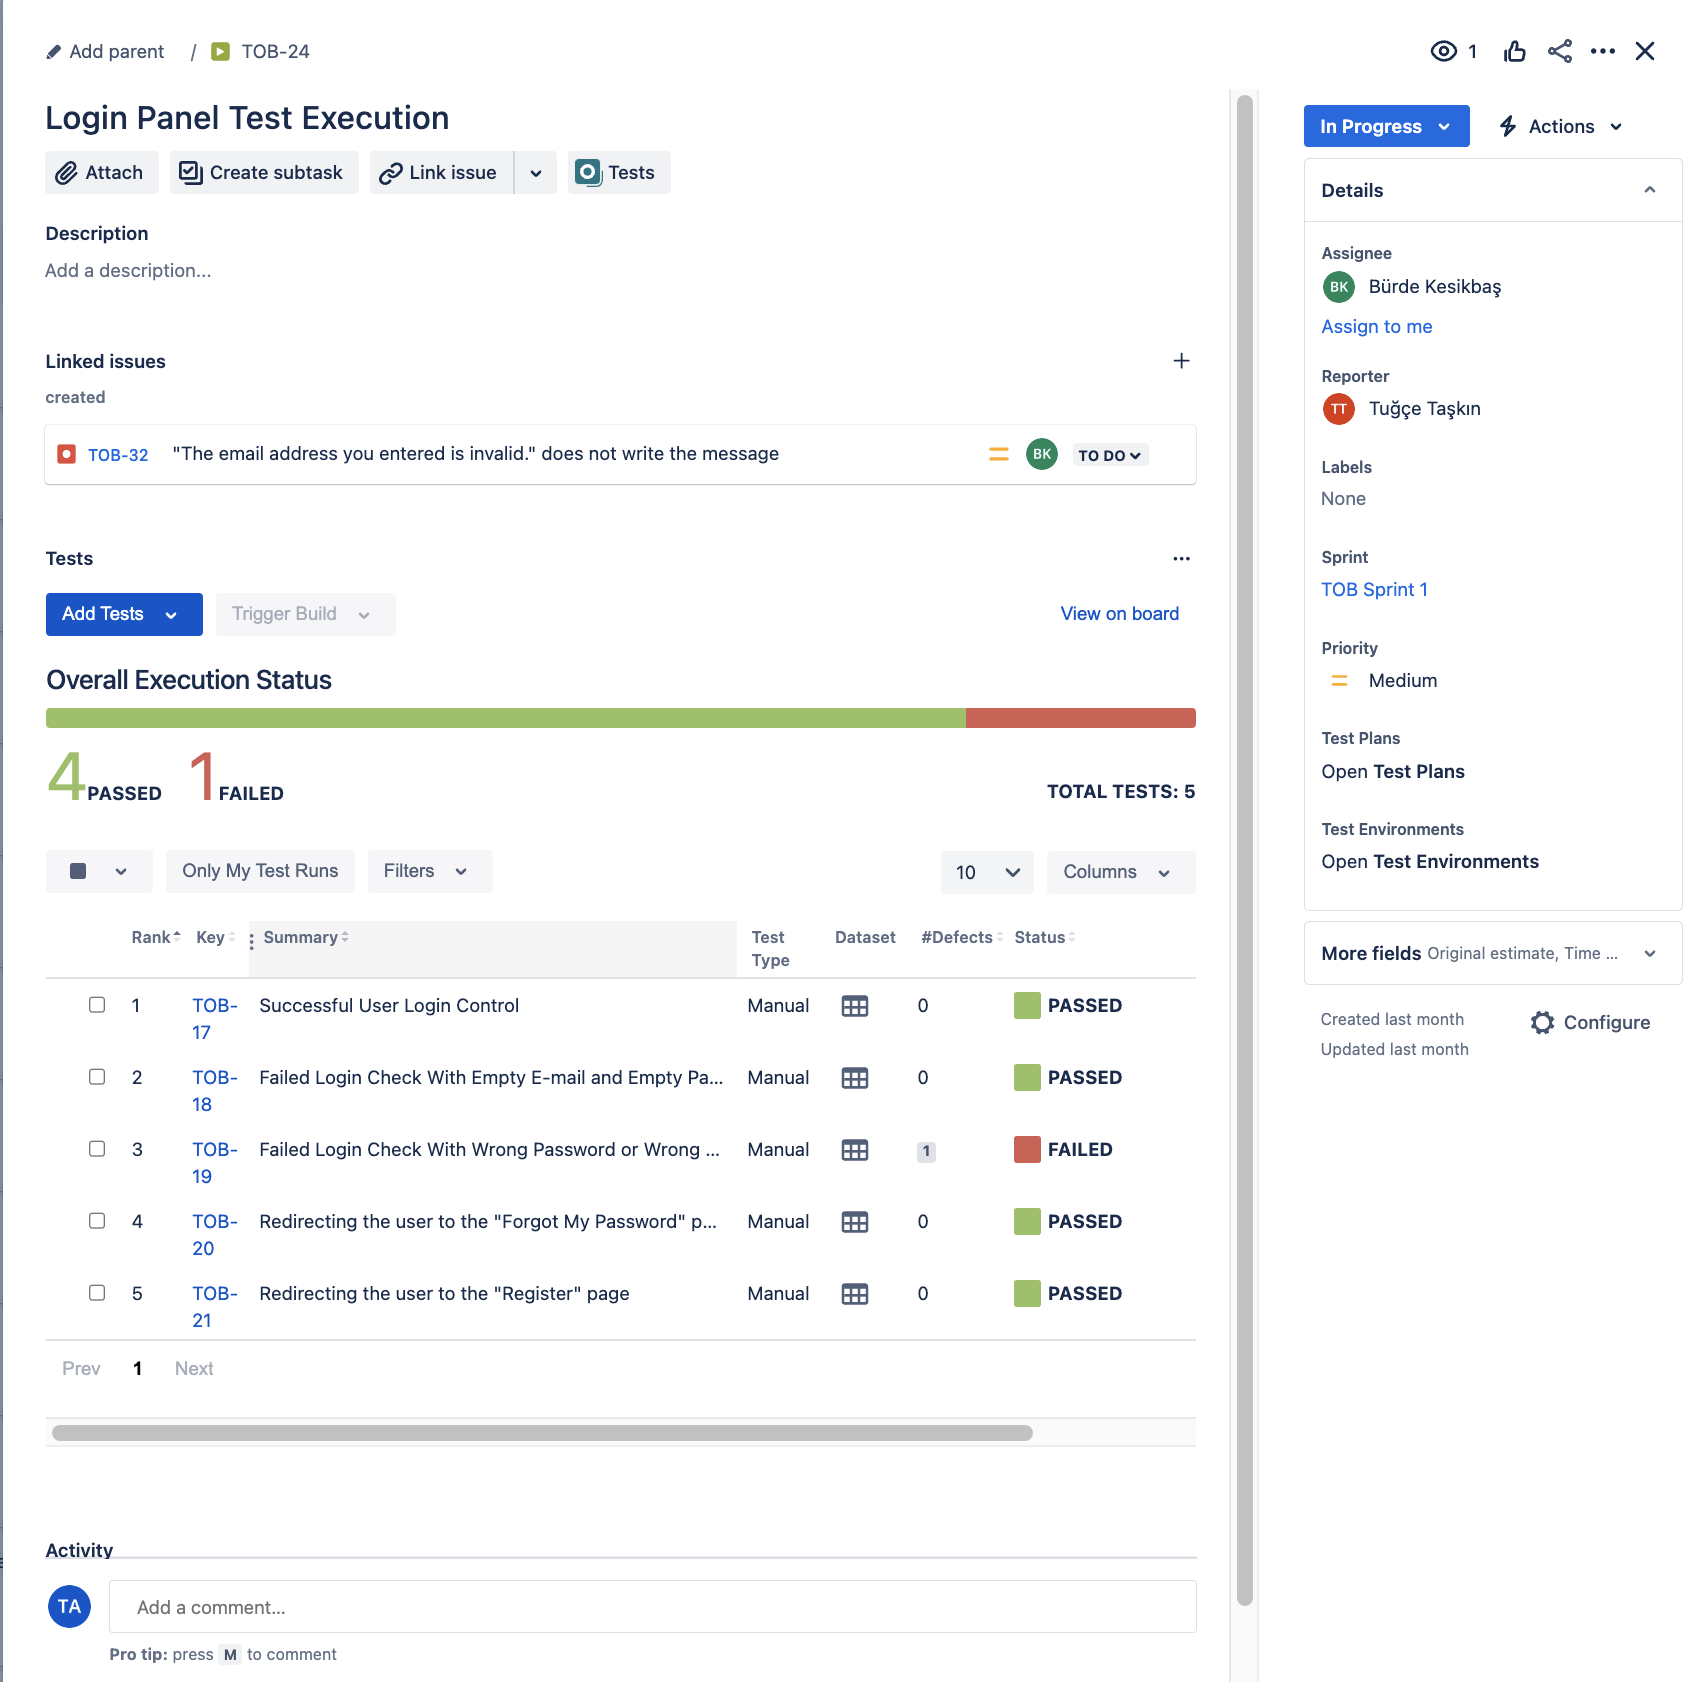 Add parent / TOB-24
1
Login Panel Test Execution
In Progress
Actions
Attach
Create subtask
Link issue
Tests
Description
Add a description...
Linked issues
created
TOB-32 "The email address you entered is invalid." does not write the message BK TO DO
Tests
Add Tests
Trigger Build
View on board
Overall Execution Status
4 PASSED 1 FAILED
TOTAL TESTS: 5
Only My Test Runs
Filters
10
Columns
Rank Key Summary Test Type Dataset #Defects Status
1 TOB-17 Successful User Login Control Manual 0 PASSED
2 TOB-18 Failed Login Check With Empty E-mail and Empty Pa... Manual 0 PASSED
3 TOB-19 Failed Login Check With Wrong Password or Wrong ... Manual 1 FAILED
4 TOB-20 Redirecting the user to the "Forgot My Password" p... Manual 0 PASSED
5 TOB-21 Redirecting the user to the "Register" page Manual 0 PASSED
Prev 1 Next
Activity
TA
Add a comment...
Pro tip: press M to comment
Details
Assignee
BK Bürde Kesikbaş
Assign to me
Reporter
TT Tuğçe Taşkın
Labels
None
Sprint
TOB Sprint 1
Priority
Medium
Test Plans
Open Test Plans
Test Environments
Open Test Environments
More fields Original estimate, Time ...
Created last month
Updated last month
Configure